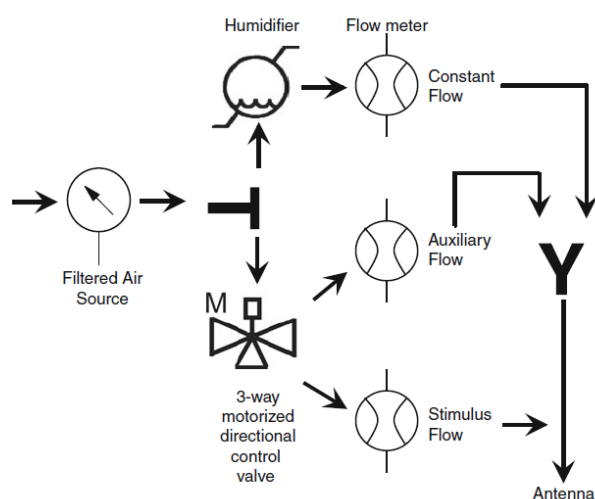 Humidifier
Flow meter
Constant
Flow
Filtered Air
Source
Auxiliary
Flow
Y
M
3-way
motorized
directional
control
valve
Stimulus
Flow
Antenna